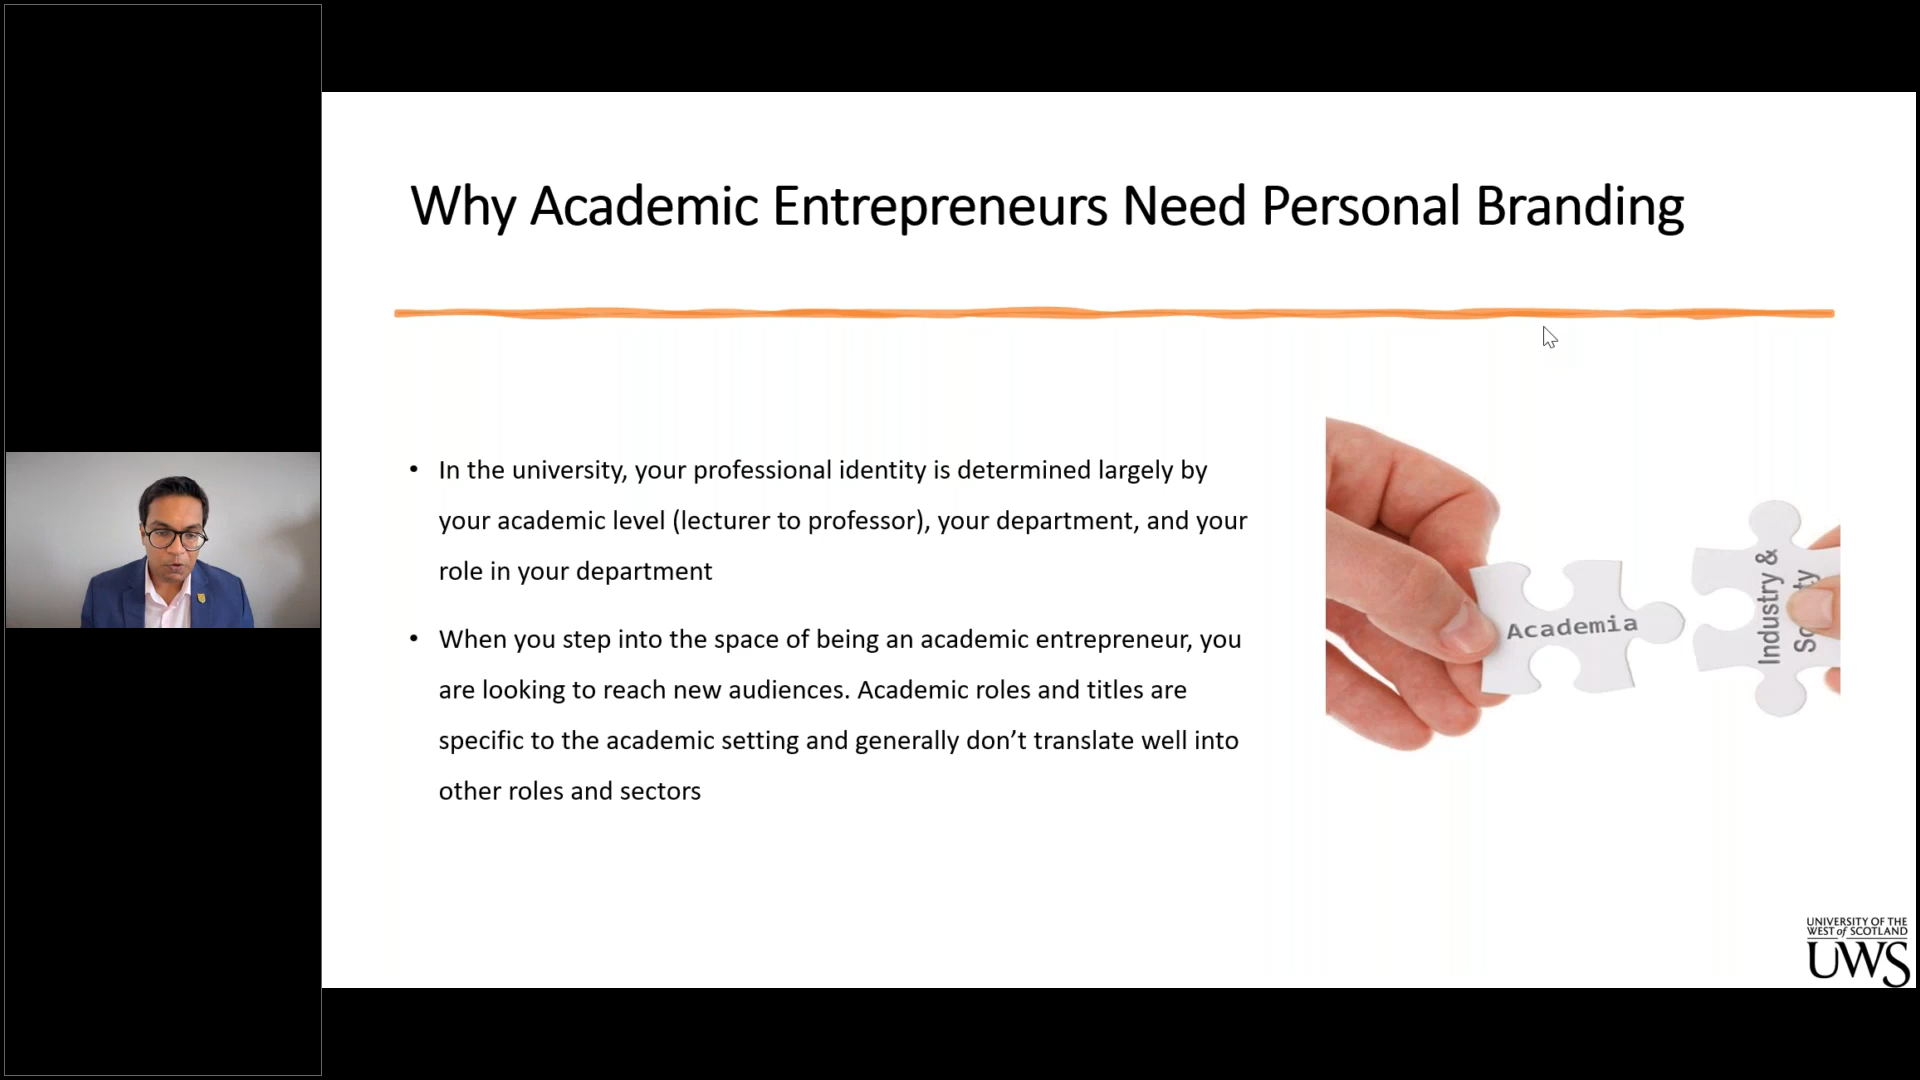 Why Academic Entrepreneurs Need Personal Branding
• In the university, your professional identity is determined largely by
your academic level (lecturer to professor), your department, and your
role in your department
• When you step into the space of being an academic entrepreneur, you
are looking to reach new audiences. Academic roles and titles are
specific to the academic setting and generally don’t translate well into
other roles and sectors
Academia
Industry &
UNIVERSITY OF THE
WEST of SCOTLAND
UWS